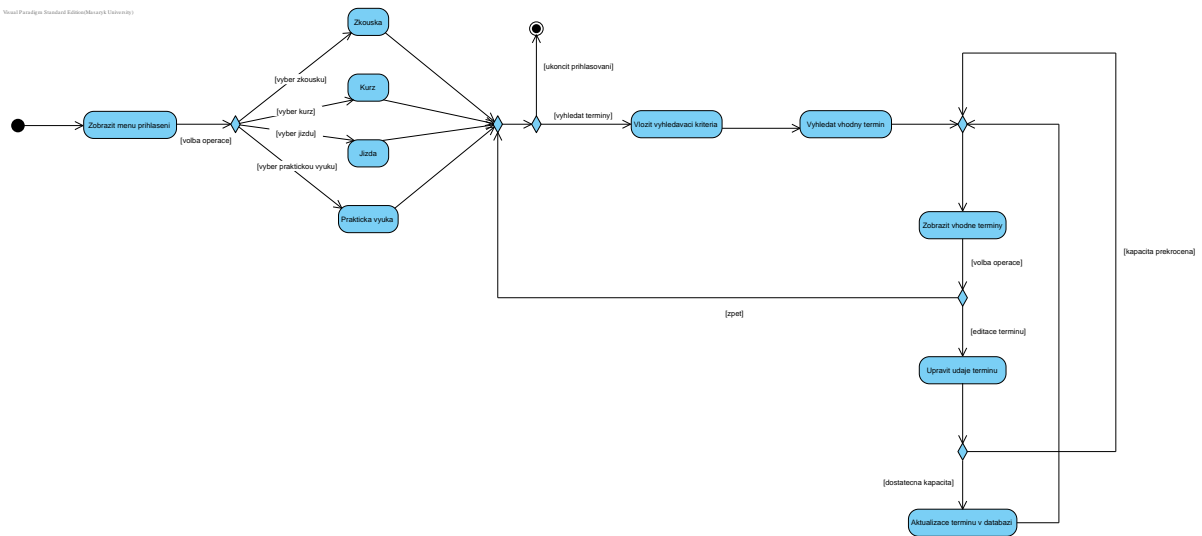 Visual Paradigm Standard Edition(Masaryk University)
Zkouska
[ukoncit prihlasovani]
[vyber zkousku]
Kurz
[vyber kurz]
[vyhledat terminy]
Zobrazit menu prihlaseni
[volba operace]
[vyber jizdu]
Vlozit vyhledavaci kriteria
Vyhledat vhodny termin
Jizda
[vyber praktickou vyuku]
Prakticka vyuka
Zobrazit vhodne terminy
[kapacita prekrocena]
[volba operace]
[zpet]
[editace terminu]
Upravit udaje terminu
[dostatecna kapacita]
Aktualizace terminu v databazi